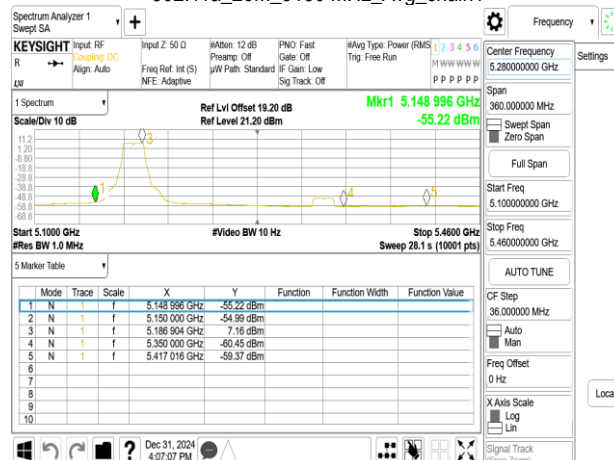 Spectrum Analyzer 1
Swept SA
+
Frequency
Settings
KEYSIGHT
R
Input: RF
Coupling: DC
Align: Auto
Input Z: 50 Ω
Freq Ref: Int (S)
NFE: Adaptive
#Atten: 12 dB
Preamp: Off
µW Path: Standard
PNO: Fast
Gate: Off
IF Gain: Low
Sig Track: Off
#Avg Type: Power (RMS
Trig: Free Run
1 2 3 4 5 6
M W W W W W
P P P P P P
Center Frequency
5.280000000 GHz
Span
360.000000 MHz
Swept Span
Zero Span
Full Span
Start Freq
5.100000000 GHz
Stop Freq
5.460000000 GHz
AUTO TUNE
CF Step
36.000000 MHz
Auto
Man
Freq Offset
0 Hz
X Axis Scale
Log
Lin
Signal Track
Loca
1 Spectrum
Scale/Div 10 dB
Ref Lvl Offset 19.20 dB
Ref Level 21.20 dBm
Mkr1 5.148 996 GHz
-55.22 dBm
11.2
1.20
-8.80
-18.8
-28.8
-38.8
-48.8
-58.8
-68.8
1
3
4
5
Start 5.1000 GHz
#Res BW 1.0 MHz
#Video BW 10 Hz
Stop 5.4600 GHz
Sweep 28.1 s (10001 pts)
5 Marker Table
Mode Trace Scale X Y Function Function Width Function Value
1 N 1 f 5.148 996 GHz -55.22 dBm
2 N 1 f 5.150 000 GHz -54.99 dBm
3 N 1 f 5.186 904 GHz 7.16 dBm
4 N 1 f 5.350 000 GHz -60.45 dBm
5 N 1 f 5.417 016 GHz -59.37 dBm
6
7
8
9
10
?
Dec 31, 2024
4:07:07 PM